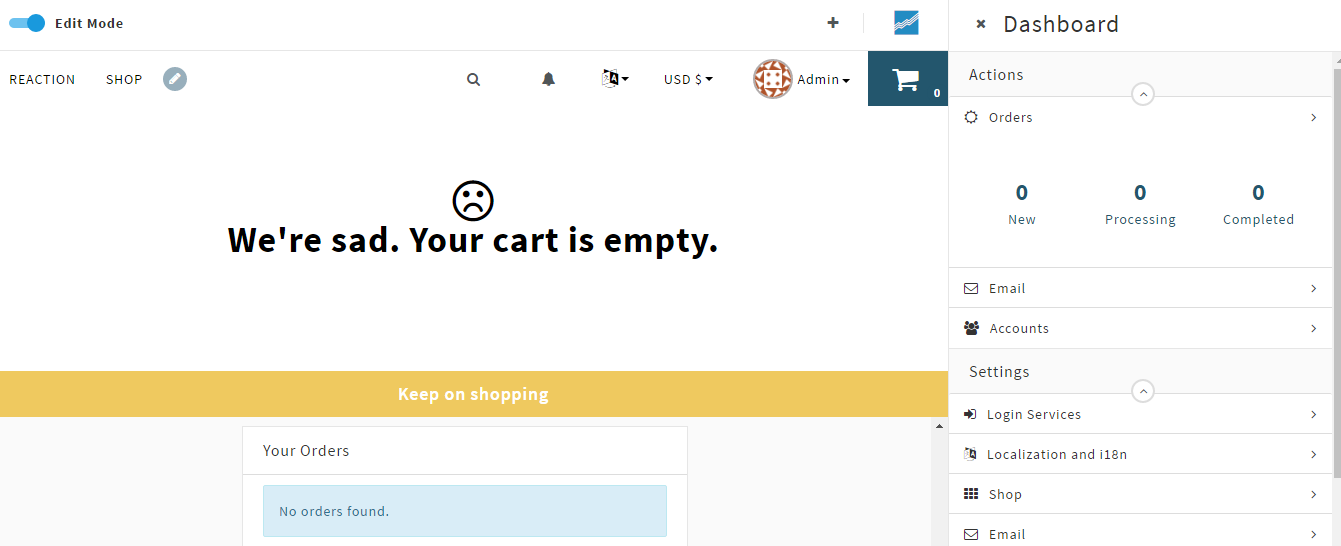 Edit Mode
Dashboard
REACTION SHOP USD $ Admin 0
We're sad. Your cart is empty.
Keep on shopping
Your Orders
No orders found.
Actions
Orders
0 0 0
New Processing Completed
Email
Accounts
Settings
Login Services
Localization and i18n
Shop
Email